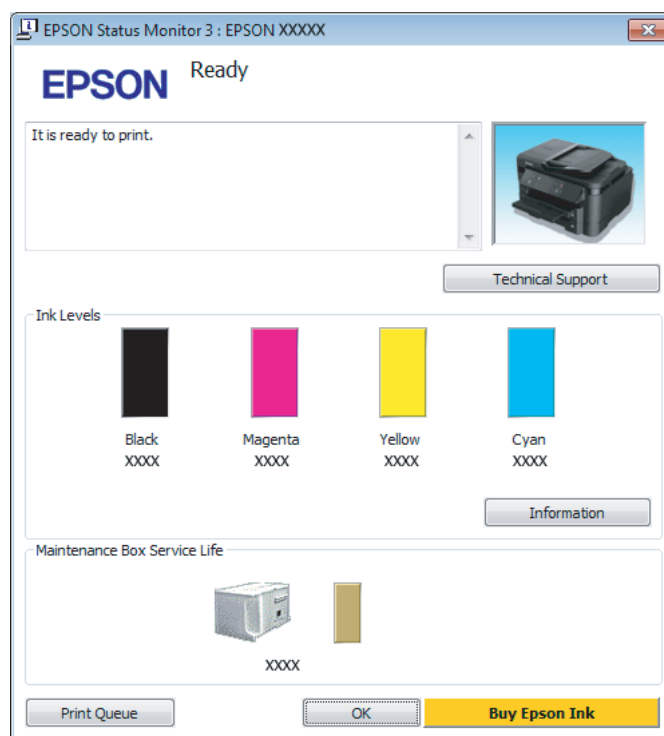 EPSON Status Monitor 3 : EPSON XXXXX
EPSON
Ready
It is ready to print.
Technical Support
Ink Levels
Black Magenta Yellow Cyan
XXXX XXXX XXXX XXXX
Information
Maintenance Box Service Life
XXXX
Print Queue OK Buy Epson Ink